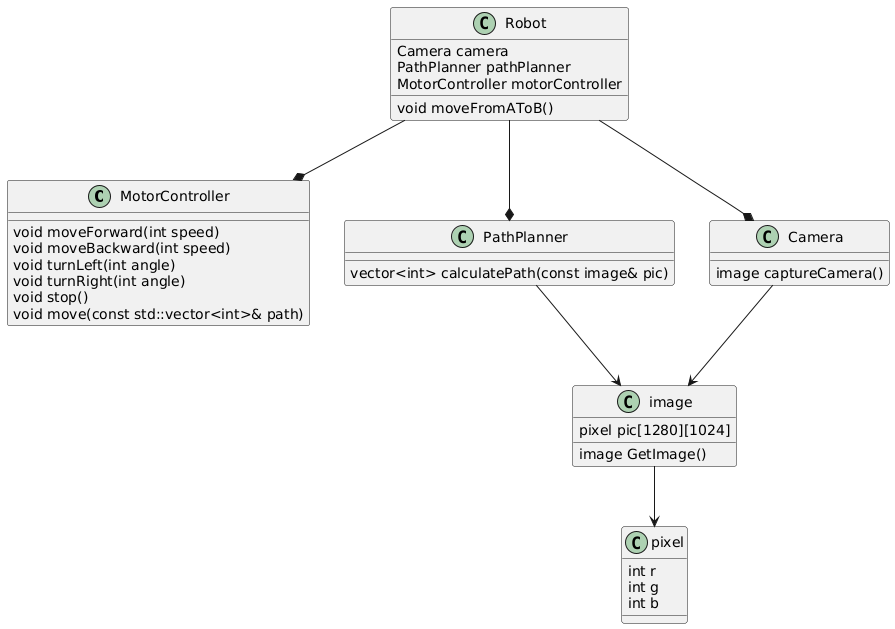 C Robot
Camera camera
PathPlanner pathPlanner
MotorController motorController
void moveFromAToB()
C MotorController
void moveForward(int speed)
void moveBackward(int speed)
void turnLeft(int angle)
void turnRight(int angle)
void stop()
void move(const std::vector<int>& path)
C PathPlanner
vector<int> calculatePath(const image& pic)
C Camera
image captureCamera()
C image
pixel pic[1280][1024]
image GetImage()
C pixel
int r
int g
int b